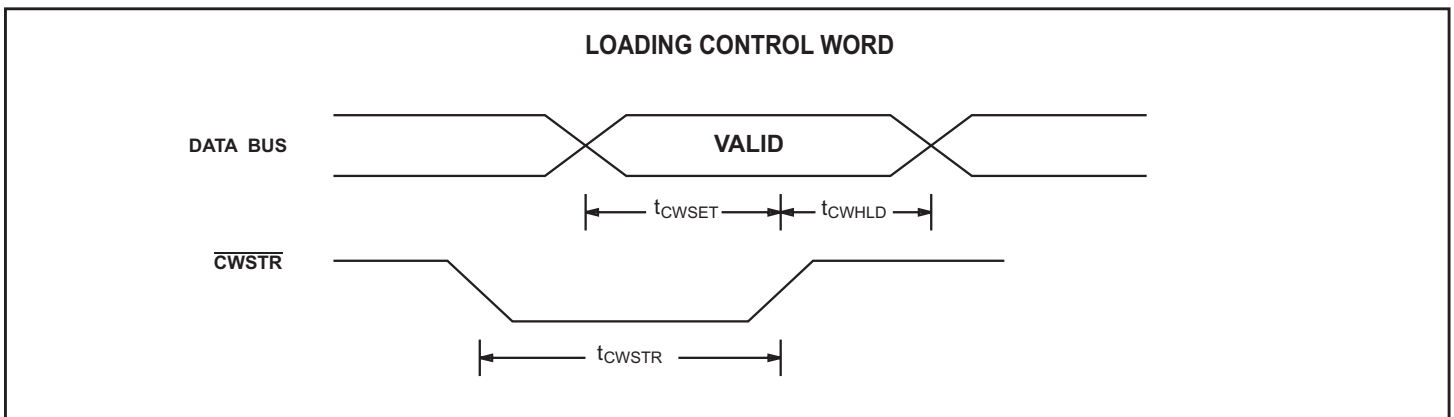 LOADING CONTROL WORD
DATA BUS
VALID
tCWSET
tCWHLD
CWSTR
tCWSTR